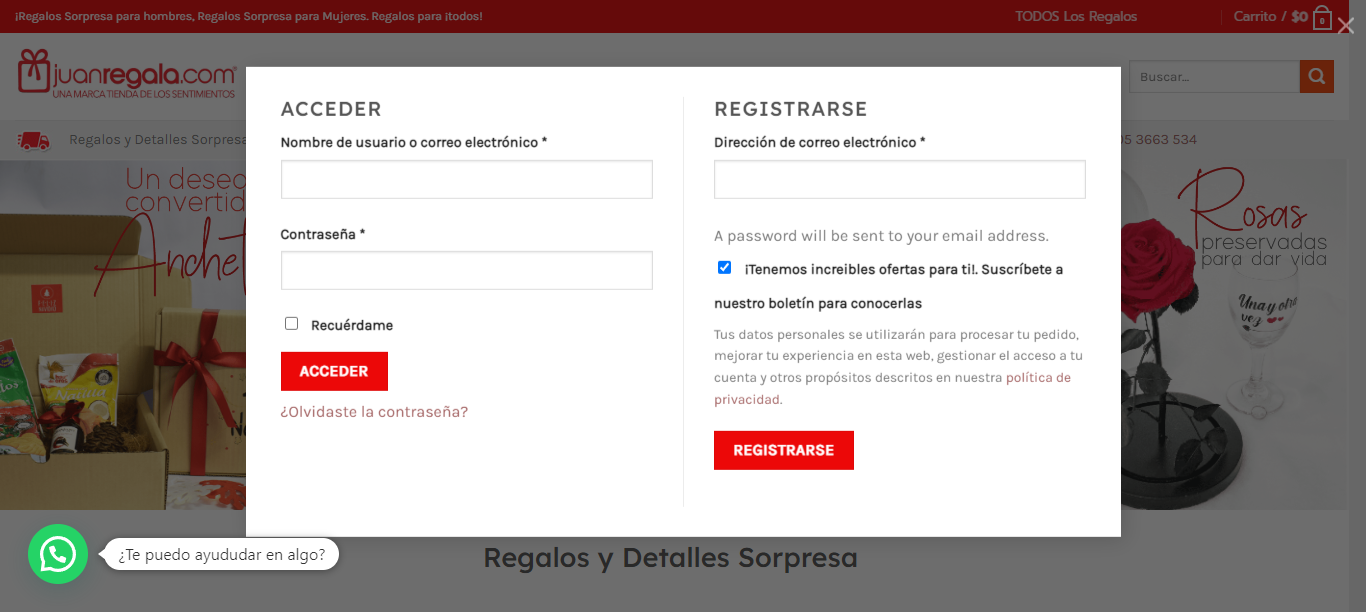 ¡Regalos Sorpresa para hombres, Regalos Sorpresa para Mujeres. Regalos para ¡todos!
TODOS Los Regalos
Carrito / $0
0
juanregala.com
UNA MARCA TIENDA DE LOS SENTIMIENTOS
Buscar...
Regalos y Detalles Sorpresa
05 3663 534
ACCEDER
Nombre de usuario o correo electrónico *
Contraseña *
Recuérdame
ACCEDER
¿Olvidaste la contraseña?
REGISTRARSE
Dirección de correo electrónico *
A password will be sent to your email address.
¡Tenemos increibles ofertas para ti!. Suscríbete a
nuestro boletín para conocerlas
Tus datos personales se utilizarán para procesar tu pedido,
mejorar tu experiencia en esta web, gestionar el acceso a tu
cuenta y otros propósitos descritos en nuestra política de
privacidad.
REGISTRARSE
Un deseo
convertid
Anchet
Rosas
preservadas
para dar vida
Una y otra
vez
¿Te puedo ayududar en algo?
Regalos y Detalles Sorpresa